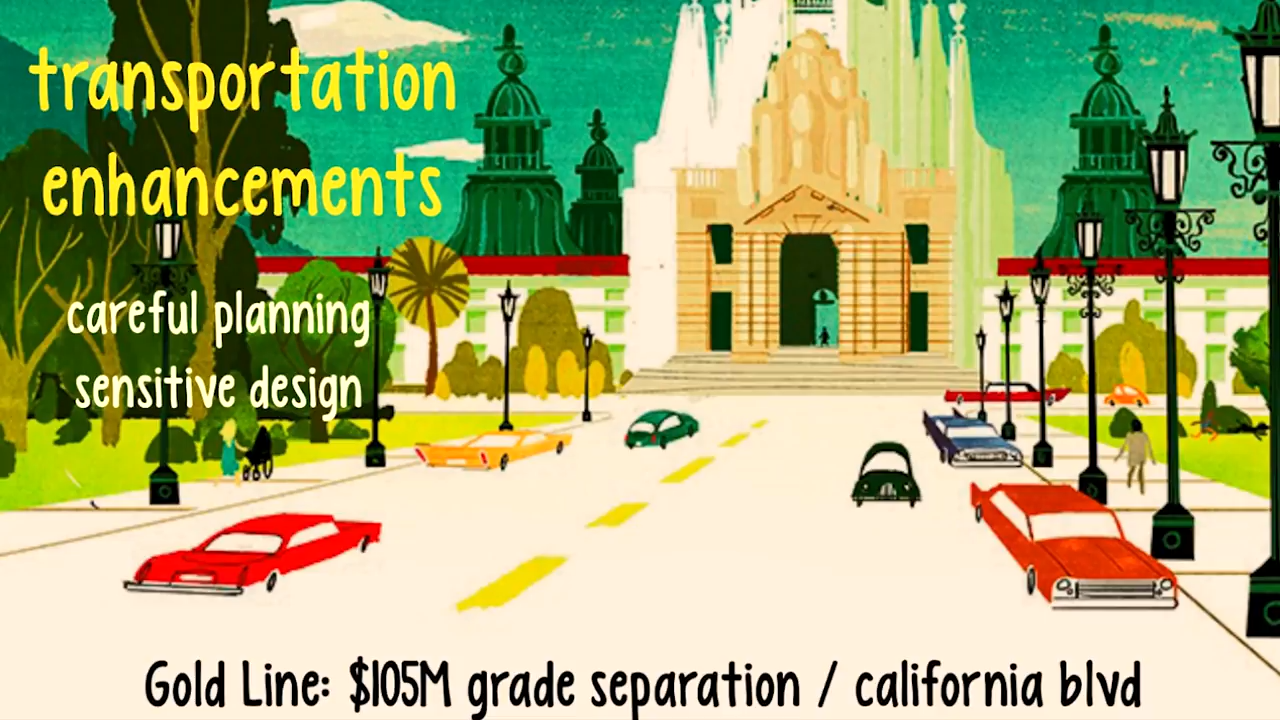 transportation
enhancements
careful planning
sensitive design
Gold Line: $105M grade separation / california blvd